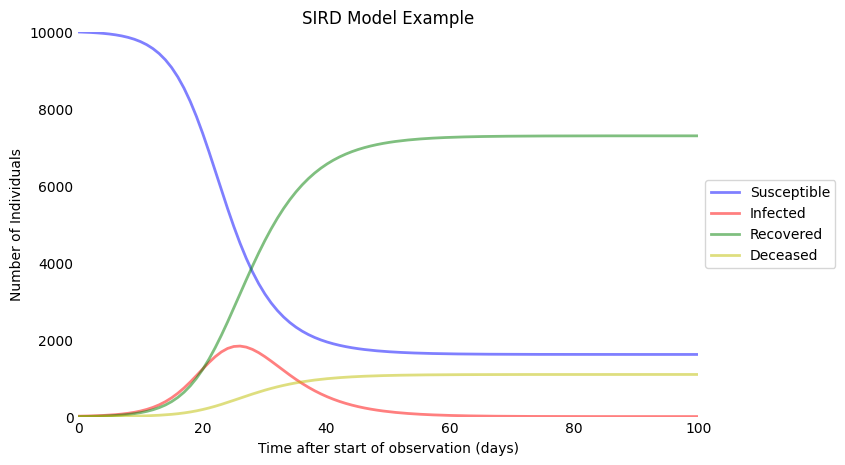 SIRD Model Example
10000
8000
6000
4000
2000
0
Number of Individuals
0 20 40 60 80 100
Time after start of observation (days)
Susceptible
Infected
Recovered
Deceased